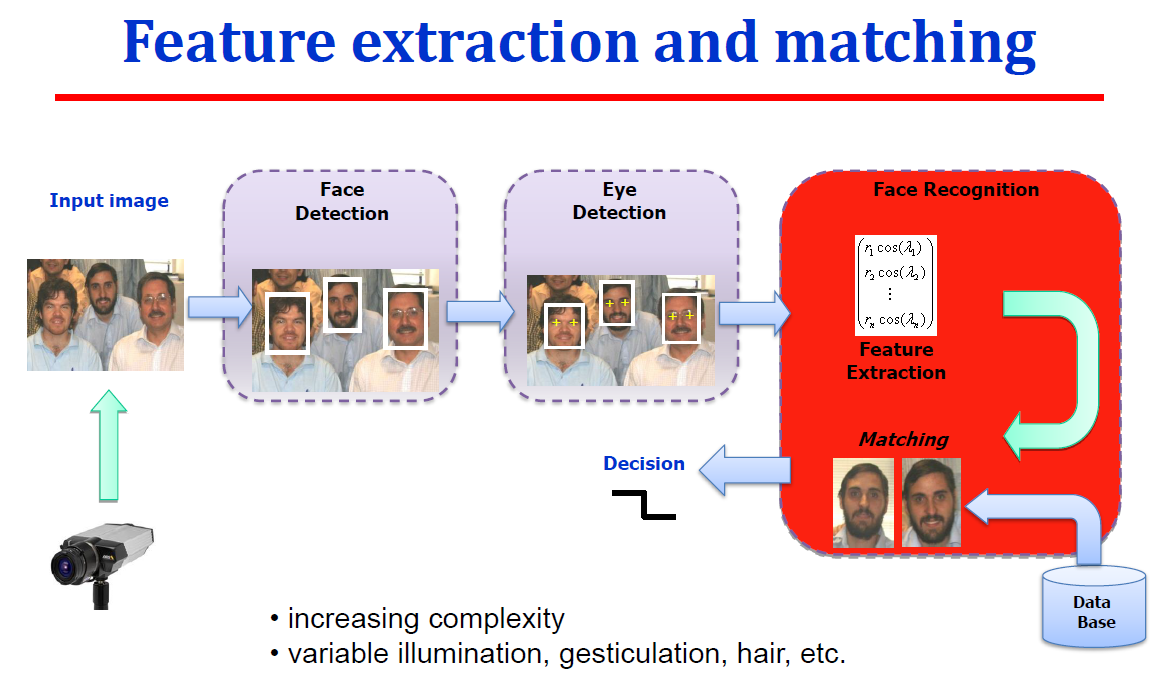 Feature extraction and matching
Input image
Face
Detection
Eye
Detection
Face Recognition
r₁ cos(λ₁)
r₂ cos(λ₂)
⋮
rₙ cos(λₙ)
Feature
Extraction
Matching
Decision
Data
Base
• increasing complexity
• variable illumination, gesticulation, hair, etc.